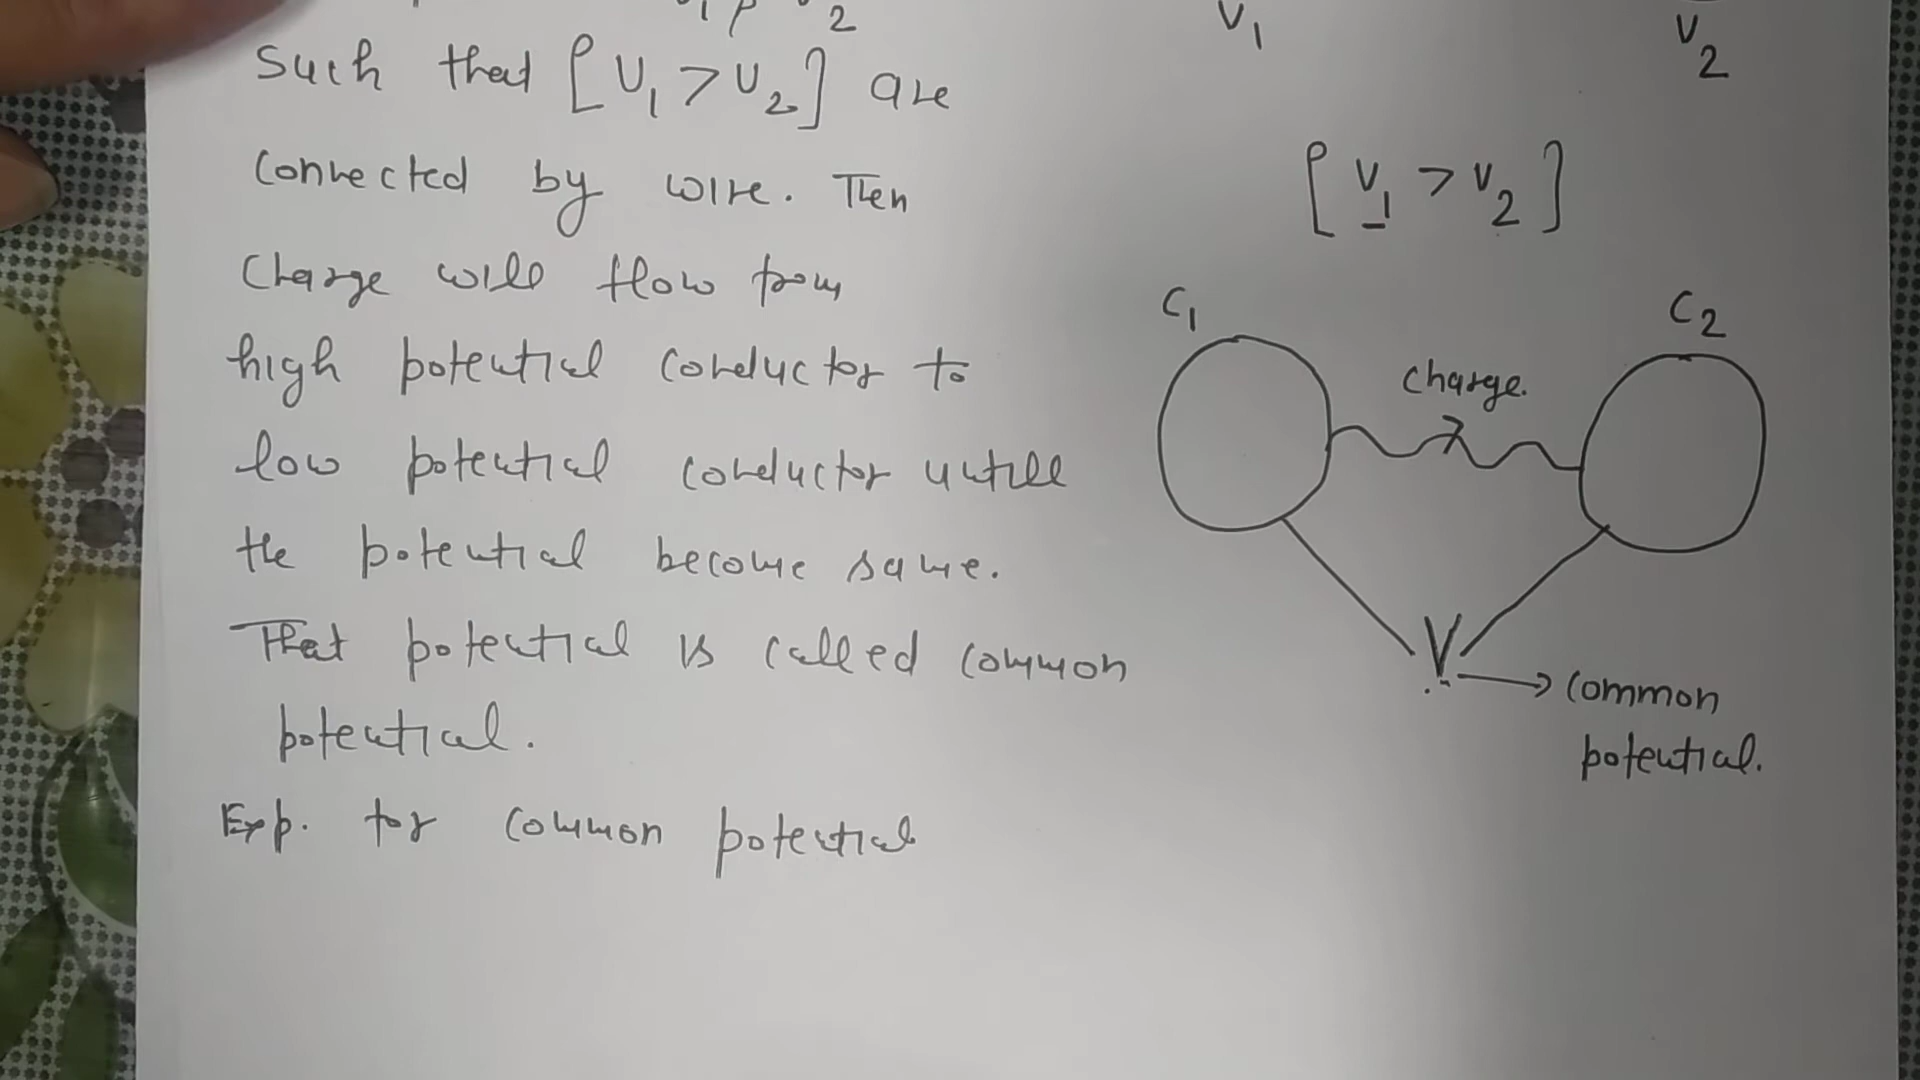 V₁ V₂
Such that [V₁ > V₂] are
connected by wire. Then
charge will flow from
high potential conductor to
low potential conductor untill
the potential become same.
That potential is called common
potential.
Exp. for common potential
V₁ V₂
[V₁ > V₂]
C₁ C₂
charge.
V
common
potential.